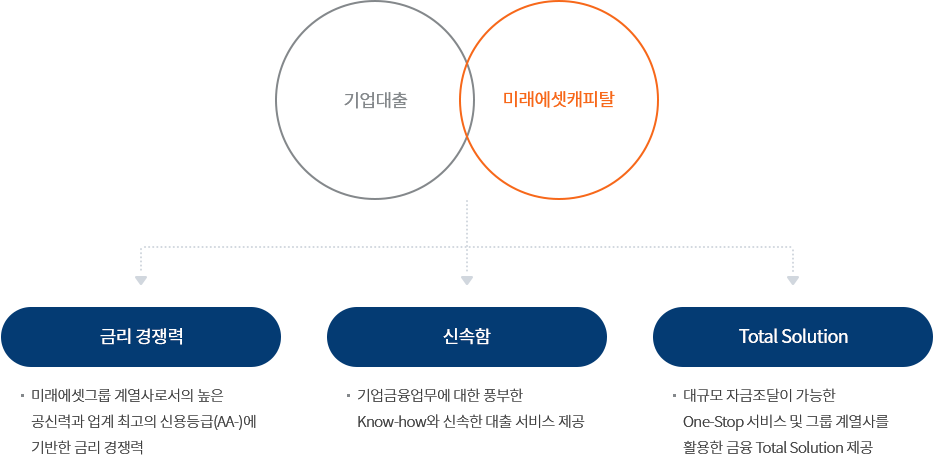 기업대출
미래에셋캐피탈
금리 경쟁력
미래에셋그룹 계열사로서의 높은
공신력과 업계 최고의 신용등급(AA-)에
기반한 금리 경쟁력
신속함
기업금융업무에 대한 풍부한
Know-how와 신속한 대출 서비스 제공
Total Solution
대규모 자금조달이 가능한
One-Stop 서비스 및 그룹 계열사를
활용한 금융 Total Solution 제공